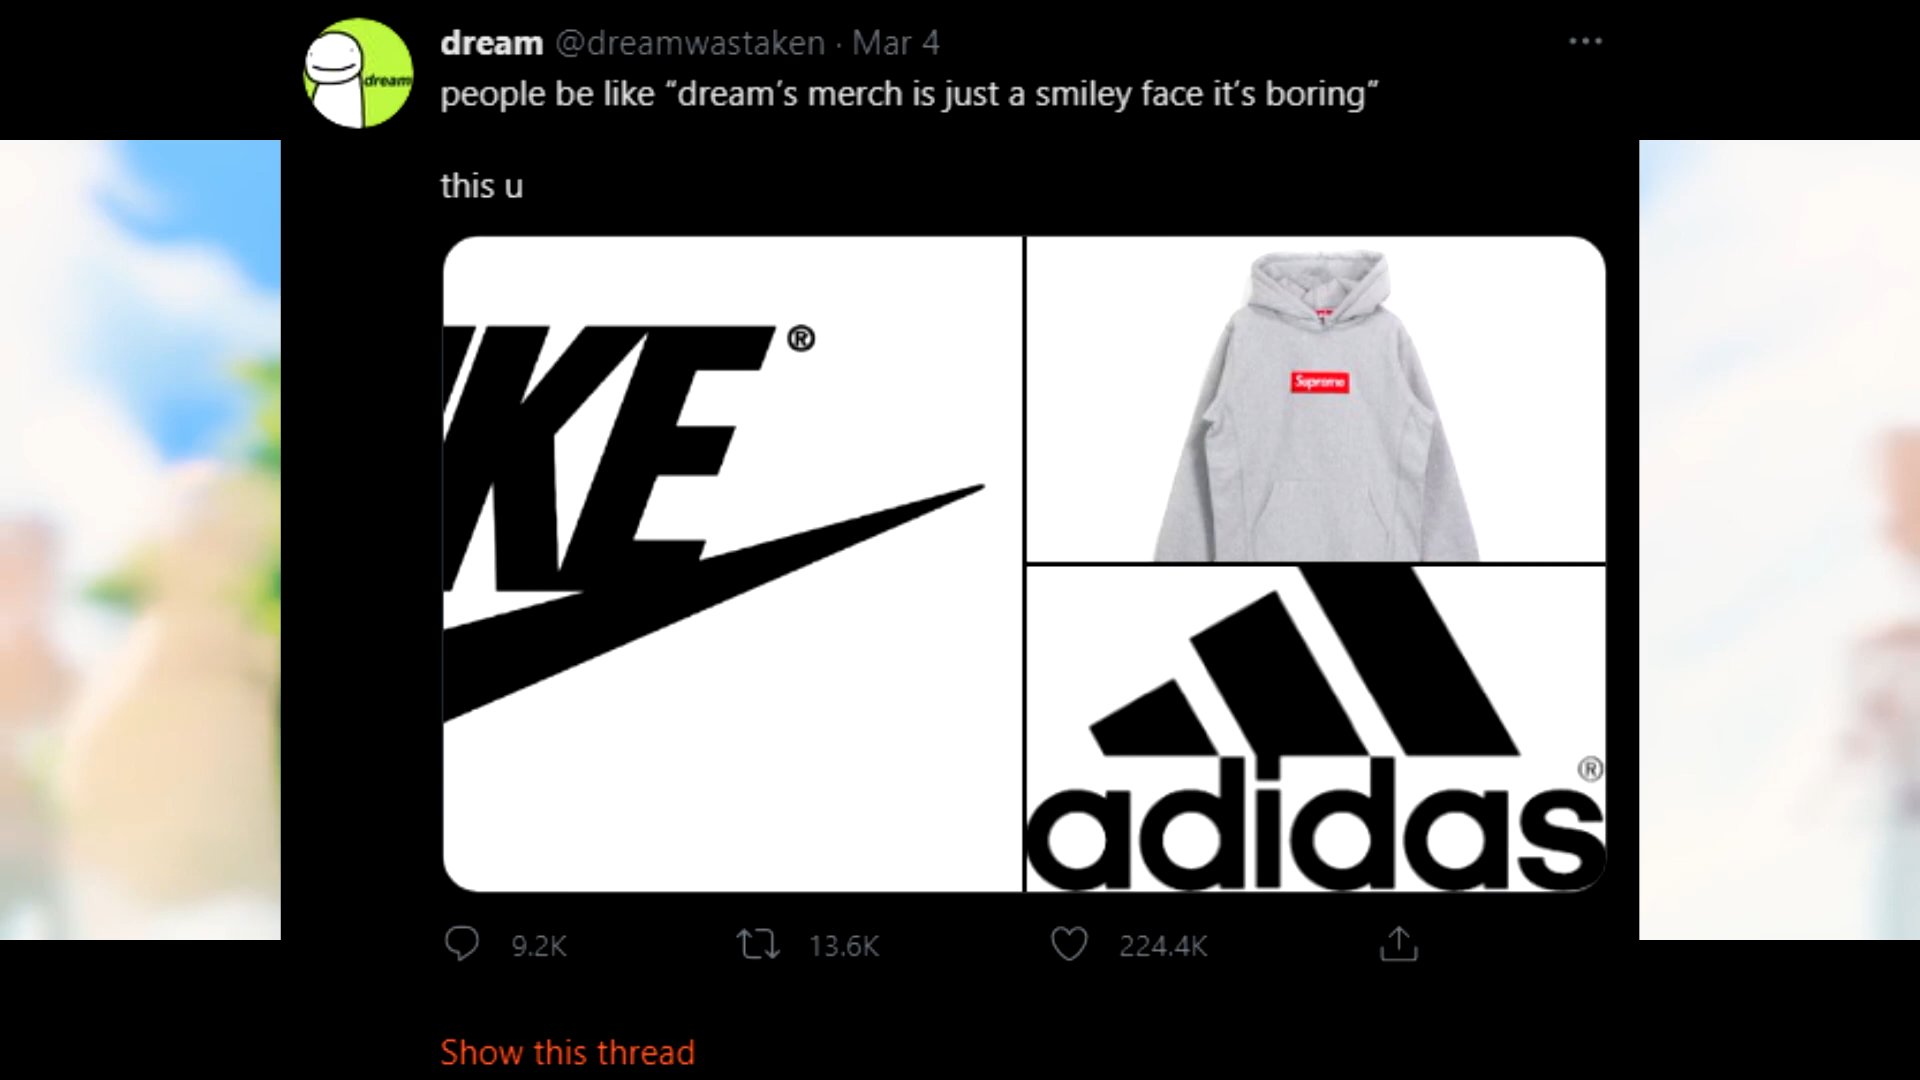 dream @dreamwastaken · Mar 4
dream
people be like “dream’s merch is just a smiley face it’s boring”
this u
KE®
Supreme
adidas®
9.2K 13.6K 224.4K
Show this thread